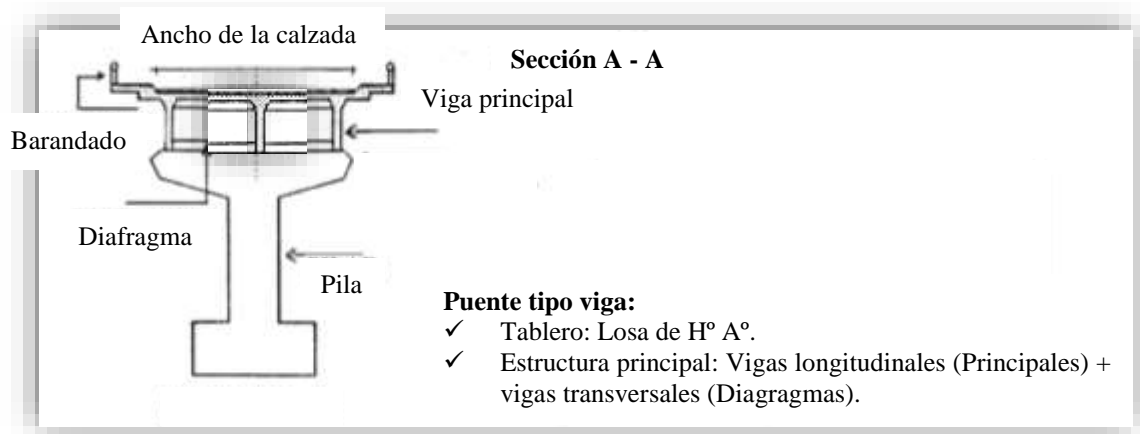 Ancho de la calzada
Sección A - A
Viga principal
Barandado
Diafragma
Pila
Puente tipo viga:
✓ Tablero: Losa de Hº Aº.
✓ Estructura principal: Vigas longitudinales (Principales) +
vigas transversales (Diagragmas).